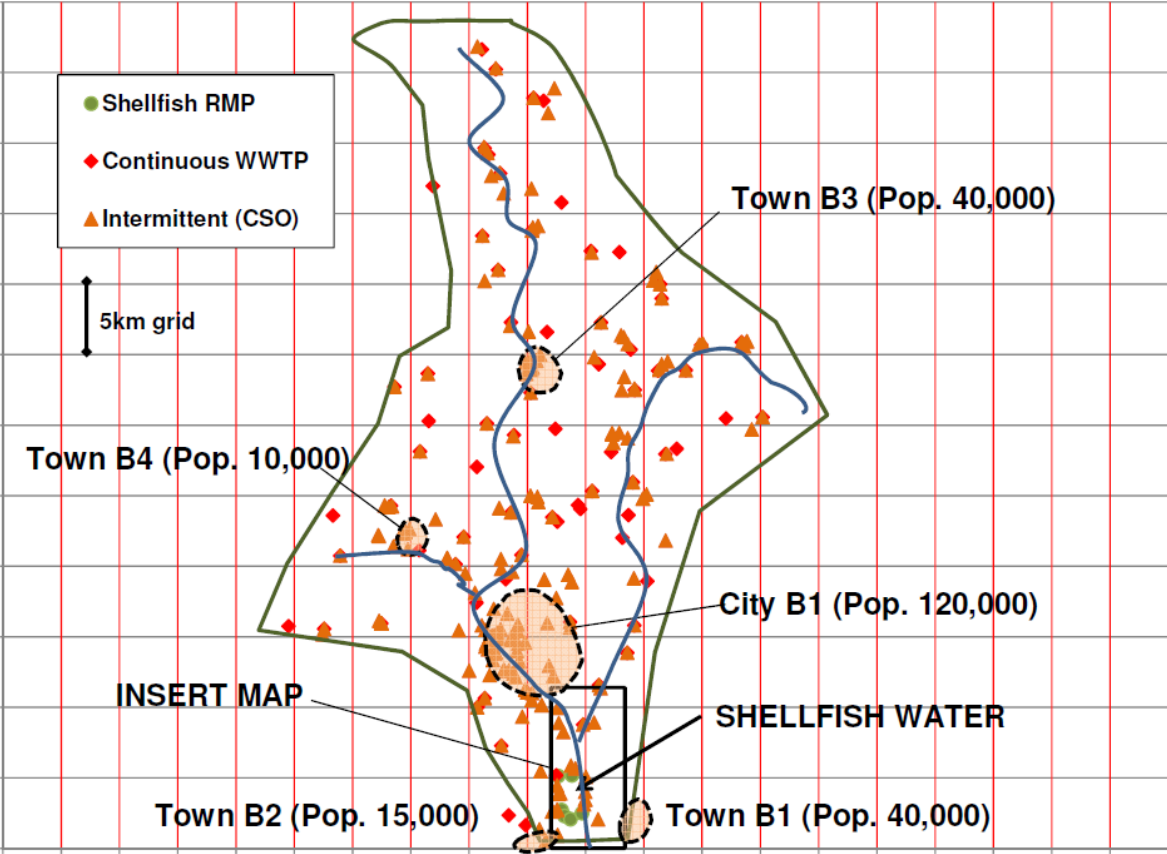 Shellfish RMP
Continuous WWTP
Intermittent (CSO)
5km grid
Town B3 (Pop. 40,000)
Town B4 (Pop. 10,000)
City B1 (Pop. 120,000)
INSERT MAP
SHELLFISH WATER
Town B2 (Pop. 15,000)
Town B1 (Pop. 40,000)